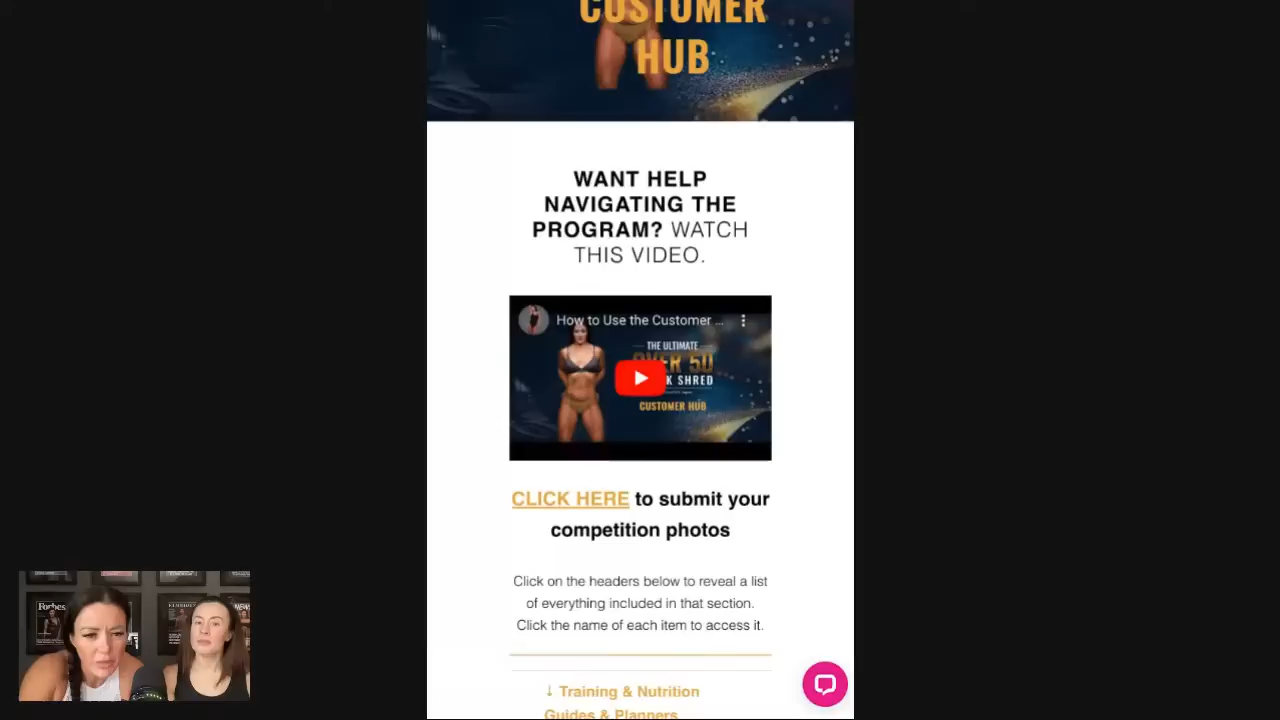 CUSTOMER
HUB
WANT HELP
NAVIGATING THE
PROGRAM? WATCH
THIS VIDEO.
How to Use the Customer ...
THE ULTIMATE
OVER 50
K SHRED
CUSTOMER HUB
CLICK HERE to submit your
competition photos
Click on the headers below to reveal a list
of everything included in that section.
Click the name of each item to access it.
↓ Training & Nutrition
Guides & Planners
Forbes